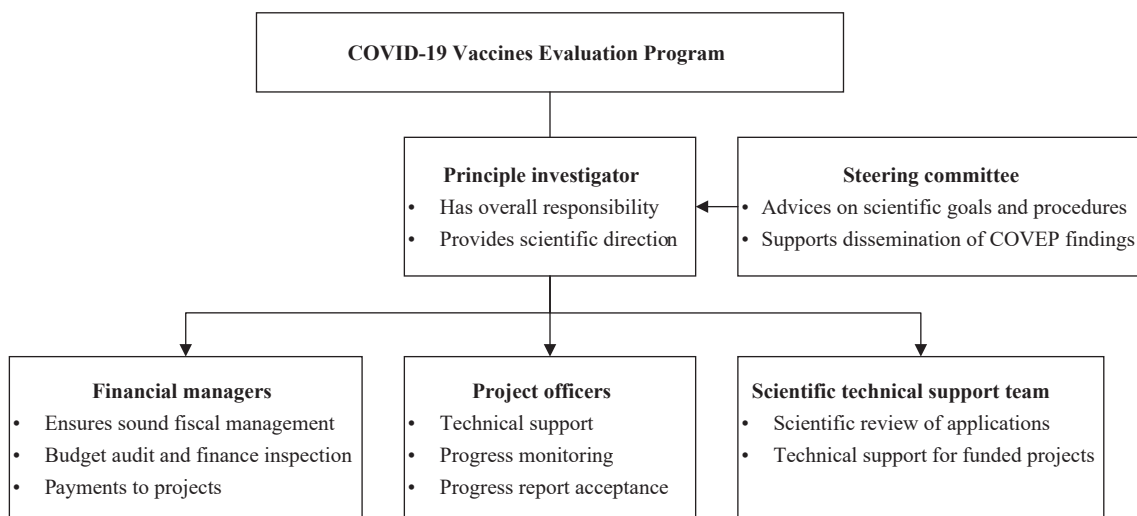 COVID-19 Vaccines Evaluation Program
Principle investigator
• Has overall responsibility
• Provides scientific direction
Steering committee
• Advices on scientific goals and procedures
• Supports dissemination of COVEP findings
Financial managers
• Ensures sound fiscal management
• Budget audit and finance inspection
• Payments to projects
Project officers
• Technical support
• Progress monitoring
• Progress report acceptance
Scientific technical support team
• Scientific review of applications
• Technical support for funded projects